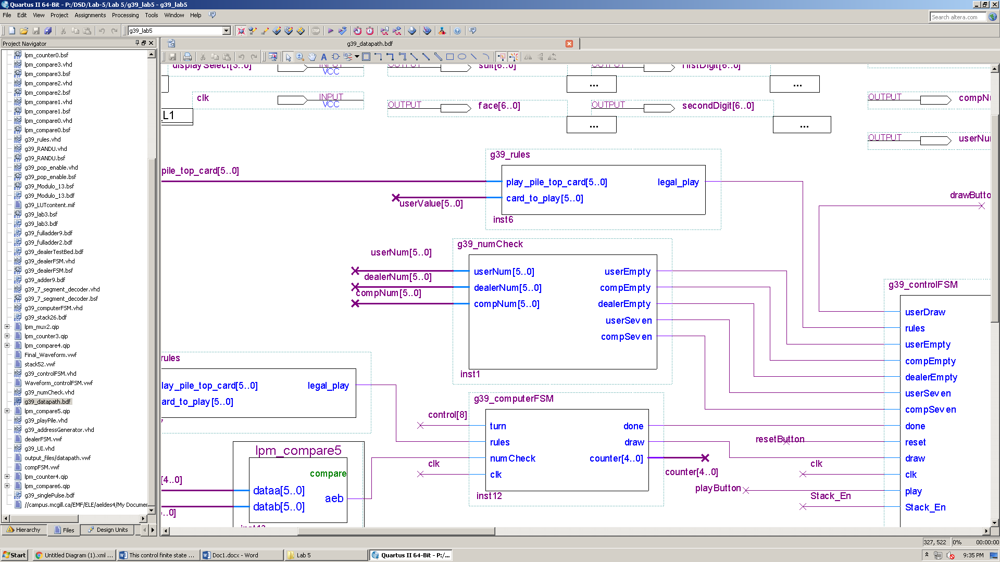 Quartus II 64-Bit - P:/DSD/Lab-5/Lab 5/g39_lab5 - g39_lab5
File Edit View Project Assignments Processing Tools Window Help
Search altera.com
g39_lab5
Project Navigator
g39_datapath.bdf
lpm_counter0.bsf
lpm_compare3.vhd
lpm_compare3.bsf
lpm_compare2.vhd
lpm_compare2.bsf
lpm_compare1.vhd
lpm_compare1.bsf
lpm_compare0.vhd
lpm_compare0.bsf
g39_rules.vhd
g39_RANDU.vhd
g39_RANDU.bsf
g39_pop_enable.vhd
g39_pop_enable.bsf
g39_Modulo_13.bsf
g39_Modulo_13.bdf
g39_LUTcontent.mif
g39_lab3.bsf
g39_lab3.bdf
g39_fulladder9.bdf
g39_fulladder2.bdf
g39_dealerTestBed.bdf
g39_dealerFSM.vhd
g39_dealerFSM.bsf
g39_adder9.bdf
g39_7_segment_decoder.vhd
g39_7_segment_decoder.bsf
g39_computerFSM.vhd
g39_stack26.bdf
lpm_mux2.qip
lpm_counter3.qip
lpm_compare4.qip
Final_Waveform.vwf
stack52.vwf
g39_controlFSM.vhd
Waveform_controlFSM.vwf
g39_numCheck.vhd
g39_datapath.bdf
lpm_compare5.qip
g39_playPile.vhd
g39_addressGenerator.vhd
dealerFSM.vwf
g39_UI.vhd
output_files/datapath.vwf
compFSM.vwf
lpm_counter4.qip
lpm_compare6.qip
g39_singlePulse.bdf
//campus.mcgill.ca/EMF/ELE/aeldes4/My Documer
Hierarchy Files Design Units
displaySelect[3..0] INPUT VCC
OUTPUT suit[6..0]
OUTPUT firstDigit[6..0]
... ...
clk INPUT VCC
OUTPUT face[6..0]
OUTPUT secondDigit[6..0]
OUTPUT compNu
L1
... ...
OUTPUT userNun
g39_rules
pile_top_card[5..0]
play_pile_top_card[5..0] legal_play
card_to_play[5..0]
userValue[5..0]
inst6
drawButto
g39_numCheck
userNum[5..0]
userNum[5..0] userEmpty
dealerNum[5..0]
dealerNum[5..0] compEmpty
compNum[5..0]
compNum[5..0] dealerEmpty
userSeven
compSeven
inst1
g39_controlFSM
userDraw
rules
userEmpty
compEmpty
dealerEmpty
userSeven
compSeven
done
reset
draw
clk
play
Stack_En
rules
lay_pile_top_card[5..0] legal_play
ard_to_play[5..0]
7
g39_computerFSM
control[8]
turn done
rules draw
numCheck counter[4..0]
clk
clk
counter[4..0]
inst12
resetButton
clk
playButton
Stack_En
lpm_compare5
compare
[4..0]
dataa[5..0]
aeb
datab[5..0]
..0]
inst13
327, 522 0% 00:00:00
Start Untitled Diagram (1).xml ... This control finite state ... Doc1.docx - Word Lab 5 Quartus II 64-Bit - P:/... 9:35 PM